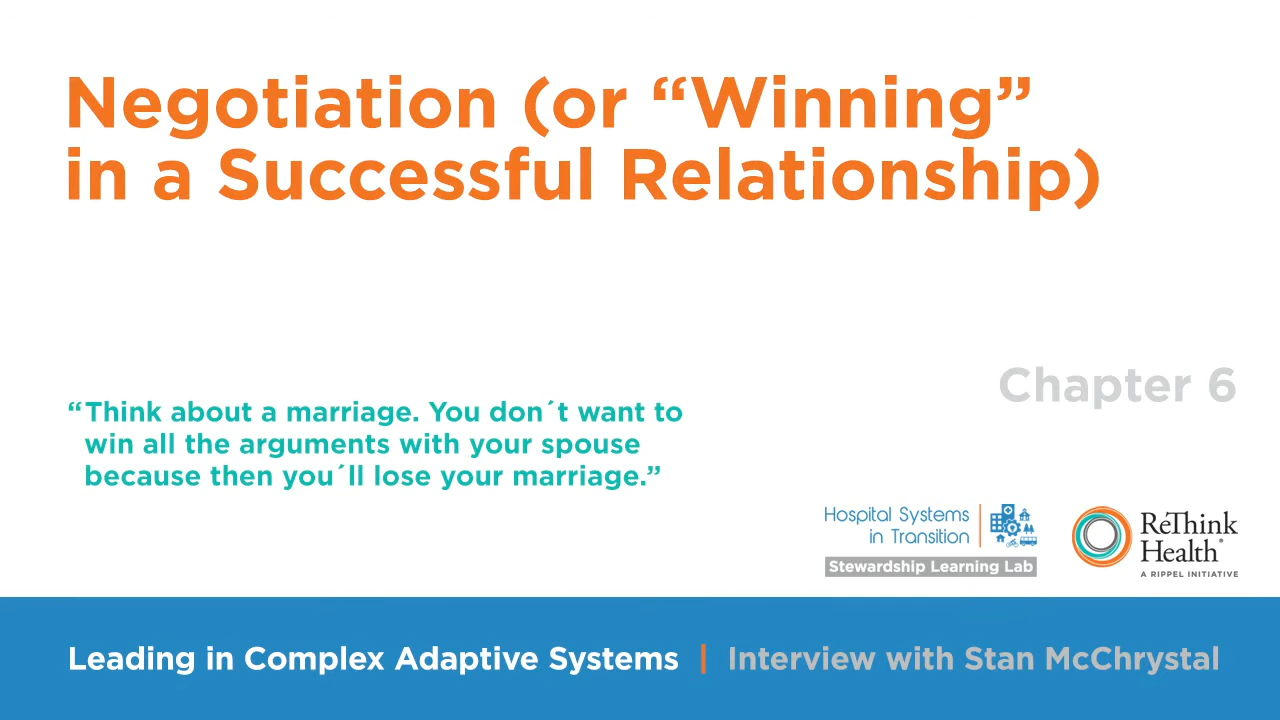 Negotiation (or “Winning”
in a Successful Relationship)
Chapter 6
“Think about a marriage. You don´t want to
win all the arguments with your spouse
because then you´ll lose your marriage.”
Hospital Systems
in Transition
Stewardship Learning Lab
ReThink
Health®
A RIPPEL INITIATIVE
Leading in Complex Adaptive Systems | Interview with Stan McChrystal